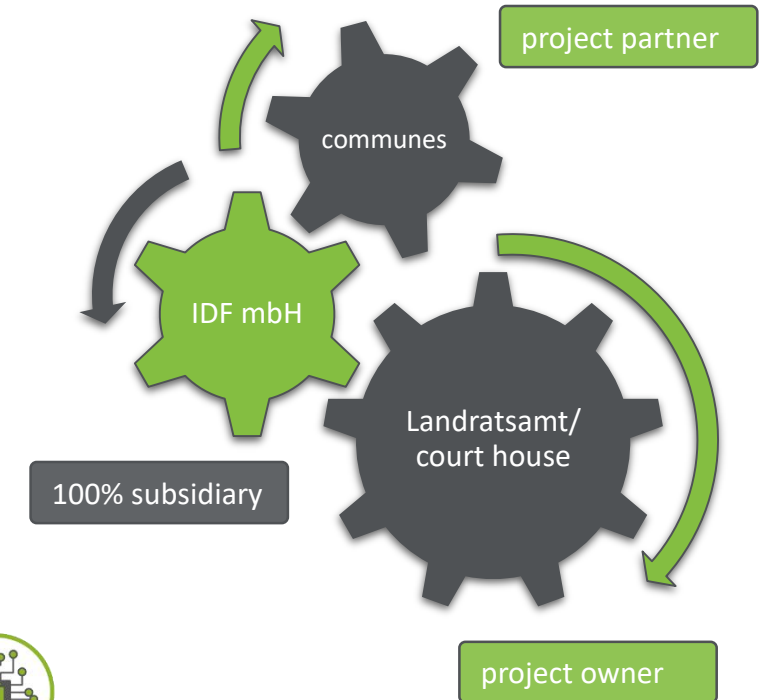 project partner
communes
IDF mbH
Landratsamt/
court house
100% subsidiary
project owner